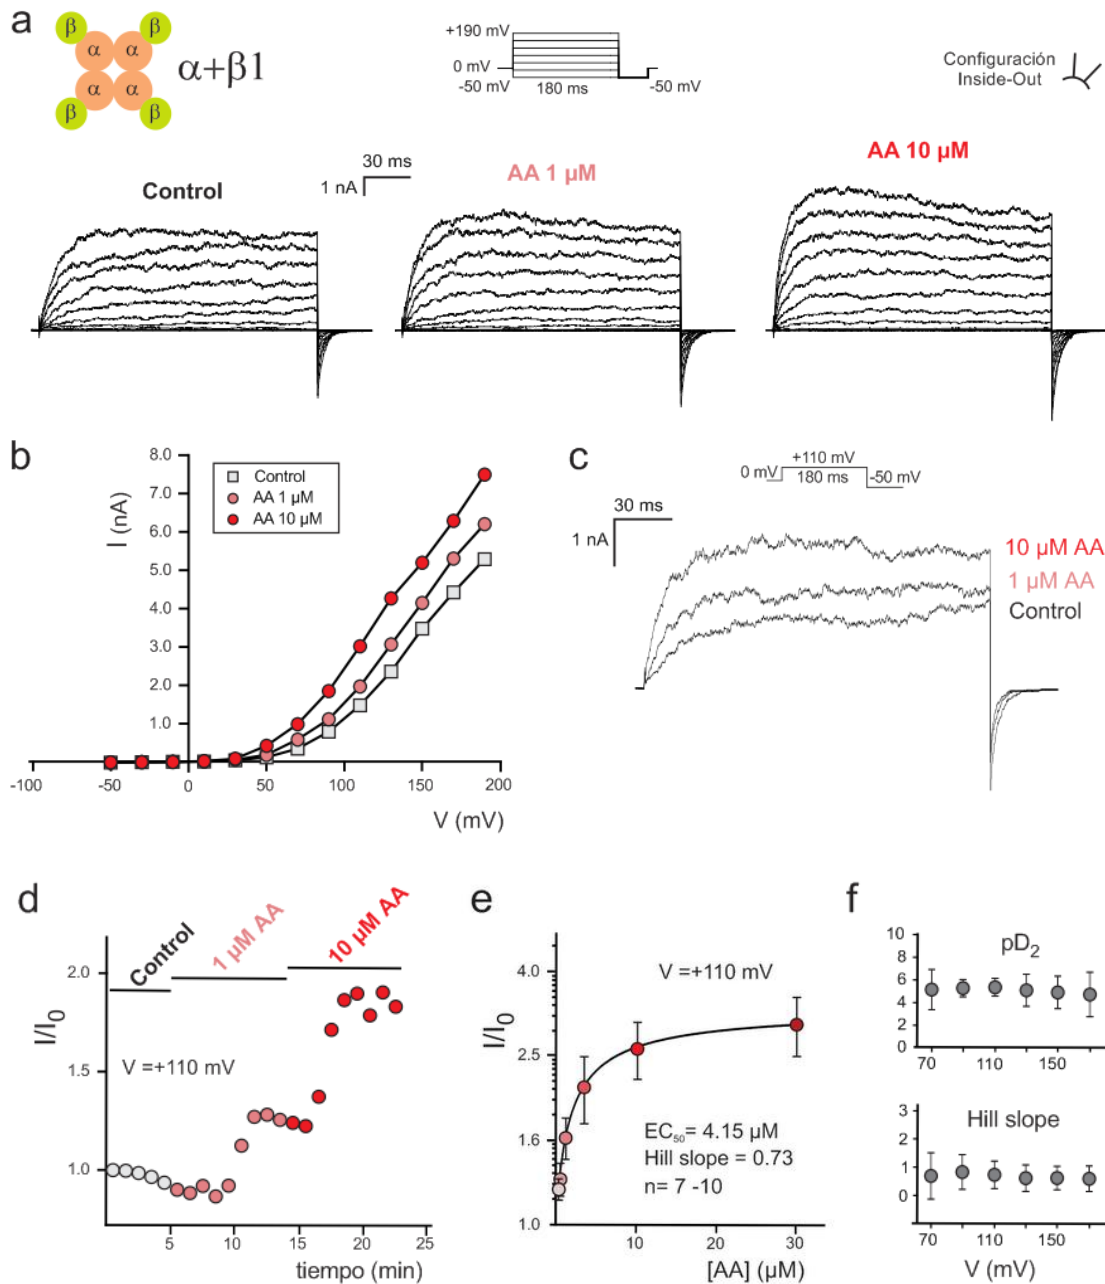 a
β
β
α
α
α
α
β
β
α+β1
+190 mV
0 mV
-50 mV
180 ms
-50 mV
Configuración
Inside-Out
Control
30 ms
1 nA
AA 1 µM
AA 10 µM
b
8.0
7.0
6.0
5.0
4.0
3.0
2.0
1.0
I (nA)
Control
AA 1 µM
AA 10 µM
-100
-50
0
50
100
150
200
V (mV)
c
+110 mV
0 mV
180 ms
-50 mV
30 ms
1 nA
10 µM AA
1 µM AA
Control
d
Control
1 µM AA
10 µM AA
2.0
1.5
1.0
I/I0
V =+110 mV
5
10
15
20
25
tiempo (min)
e
4.0
2.5
1.6
1.0
I/I0
V =+110 mV
EC50= 4.15 µM
Hill slope = 0.73
n= 7 -10
0
10
20
30
[AA] (µM)
f
pD2
10
8
6
4
2
0
70
110
150
Hill slope
3
2
1
0
70
110
150
V (mV)